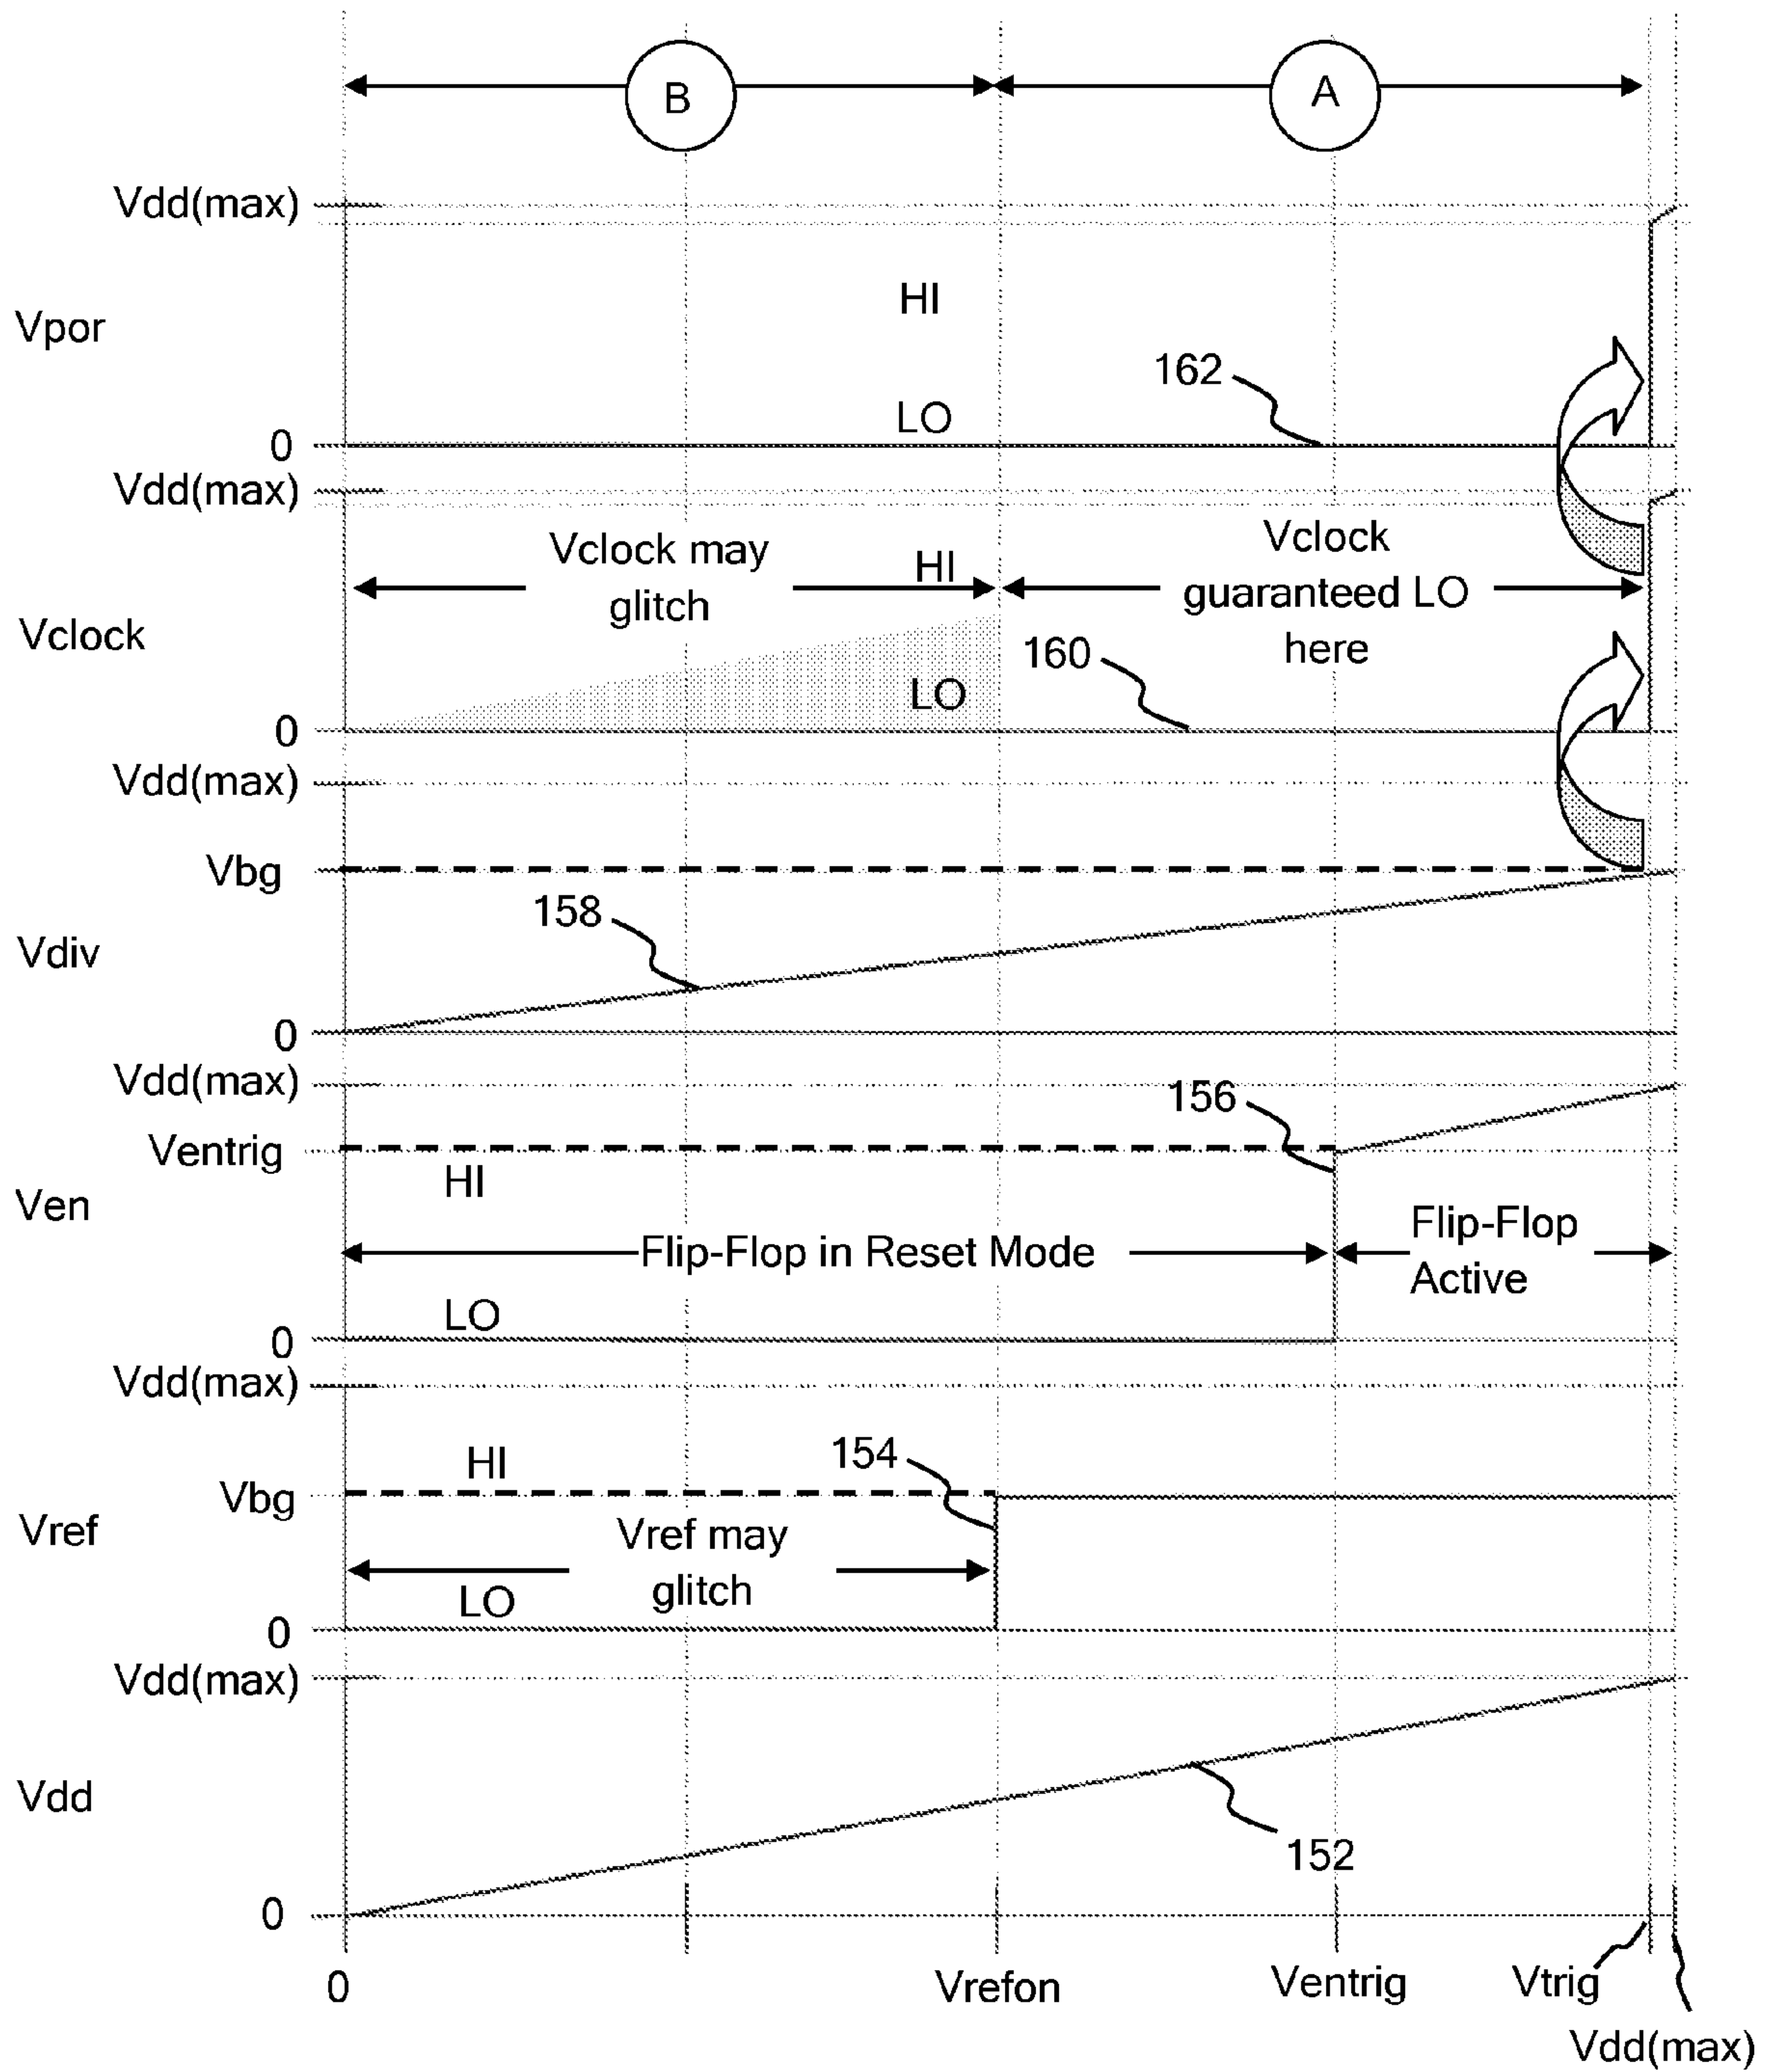 B
A
Vdd(max)
HI
Vpor
162
LO
0
Vdd(max)
Vclock may
glitch
HI
Vclock
guaranteed LO
here
Vclock
160
LO
0
Vdd(max)
Vbg
158
Vdiv
0
Vdd(max)
156
Ventrig
HI
Ven
Flip-Flop in Reset Mode
Flip-Flop
Active
LO
0
Vdd(max)
HI
154
Vbg
Vref
Vref may
glitch
LO
0
Vdd(max)
Vdd
152
0
0
Vrefon
Ventrig
Vtrig
Vdd(max)